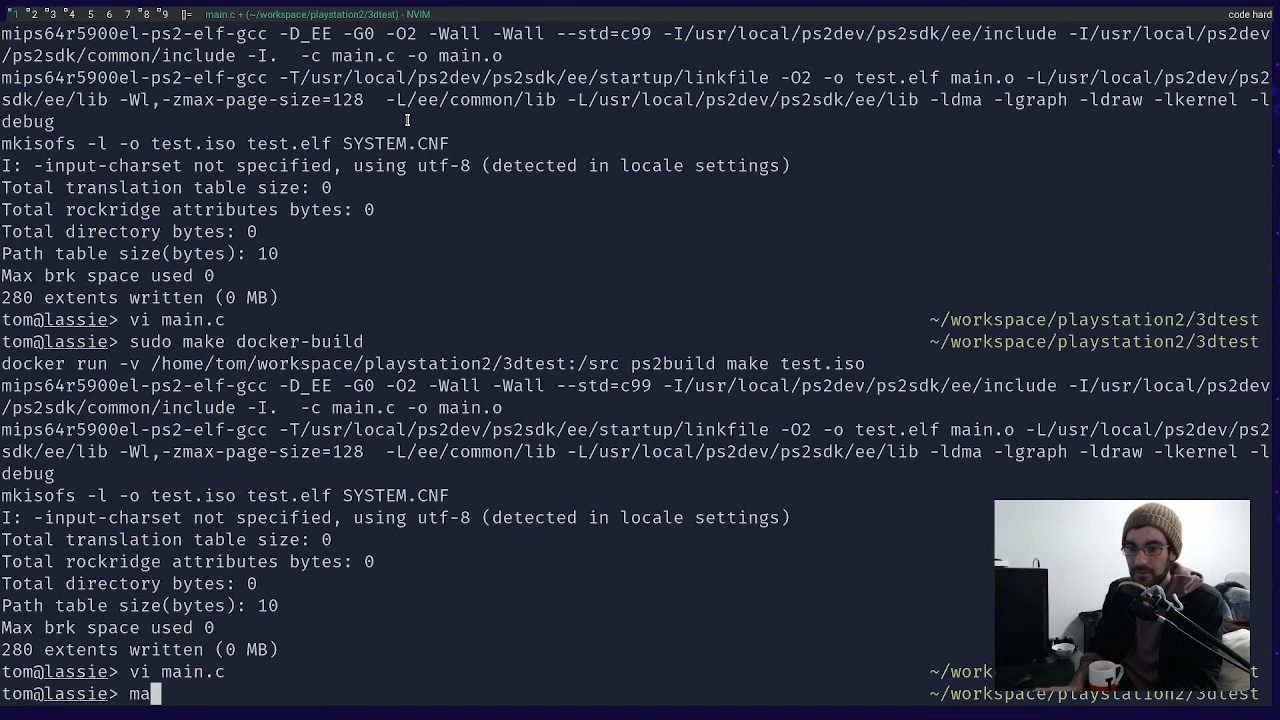 1 2 3 4 5 6 7 8 9 []= main.c + (~/workspace/playstation2/3dtest) - NVIM code hard
mips64r5900el-ps2-elf-gcc -D_EE -G0 -O2 -Wall -Wall --std=c99 -I/usr/local/ps2dev/ps2sdk/ee/include -I/usr/local/ps2dev
/ps2sdk/common/include -I.  -c main.c -o main.o
mips64r5900el-ps2-elf-gcc -T/usr/local/ps2dev/ps2sdk/ee/startup/linkfile -O2 -o test.elf main.o -L/usr/local/ps2dev/ps2
sdk/ee/lib -Wl,-zmax-page-size=128  -L/ee/common/lib -L/usr/local/ps2dev/ps2sdk/ee/lib -ldma -lgraph -ldraw -lkernel -l
debug
mkisofs -l -o test.iso test.elf SYSTEM.CNF
I: -input-charset not specified, using utf-8 (detected in locale settings)
Total translation table size: 0
Total rockridge attributes bytes: 0
Total directory bytes: 0
Path table size(bytes): 10
Max brk space used 0
280 extents written (0 MB)
tom@lassie> vi main.c ~/workspace/playstation2/3dtest
tom@lassie> sudo make docker-build ~/workspace/playstation2/3dtest
docker run -v /home/tom/workspace/playstation2/3dtest:/src ps2build make test.iso
mips64r5900el-ps2-elf-gcc -D_EE -G0 -O2 -Wall -Wall --std=c99 -I/usr/local/ps2dev/ps2sdk/ee/include -I/usr/local/ps2dev
/ps2sdk/common/include -I.  -c main.c -o main.o
mips64r5900el-ps2-elf-gcc -T/usr/local/ps2dev/ps2sdk/ee/startup/linkfile -O2 -o test.elf main.o -L/usr/local/ps2dev/ps2
sdk/ee/lib -Wl,-zmax-page-size=128  -L/ee/common/lib -L/usr/local/ps2dev/ps2sdk/ee/lib -ldma -lgraph -ldraw -lkernel -l
debug
mkisofs -l -o test.iso test.elf SYSTEM.CNF
I: -input-charset not specified, using utf-8 (detected in locale settings)
Total translation table size: 0
Total rockridge attributes bytes: 0
Total directory bytes: 0
Path table size(bytes): 10
Max brk space used 0
280 extents written (0 MB)
tom@lassie> vi main.c
tom@lassie> ma ~/workspace/playstation2/3dtest